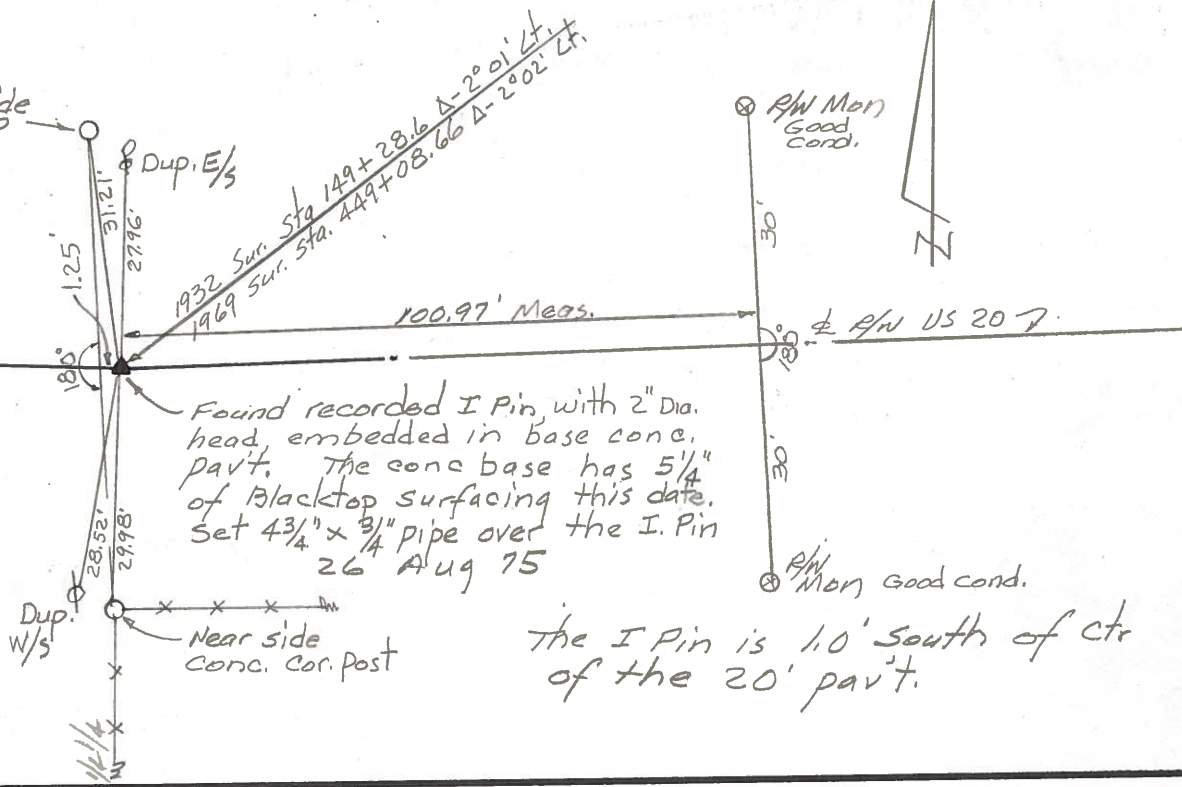 ide
Dup. E/s
31.21'
27.96'
1.25'
180°
1932 Sur. Sta 149+28.6 Δ-2°01' Lt.
1969 Sur. Sta. 449+08.66 Δ-2°02' Lt.
R/W Mon
Good
cond.
30'
N
100.97' Meas.
180°
℄ R/W US 20
Found recorded I Pin, with 2" Dia.
head, embedded in base conc.
pav't. The conc base has 5¼"
of Blacktop surfacing this date.
Set 4¾" x ¾" pipe over the I. Pin
26 Aug 75
30'
28.52'
29.98'
R/W
Mon Good Cond.
Dup.
W/s
Near side
Conc. Cor. post
The I Pin is 1.0' South of ctr
of the 20' pav't.